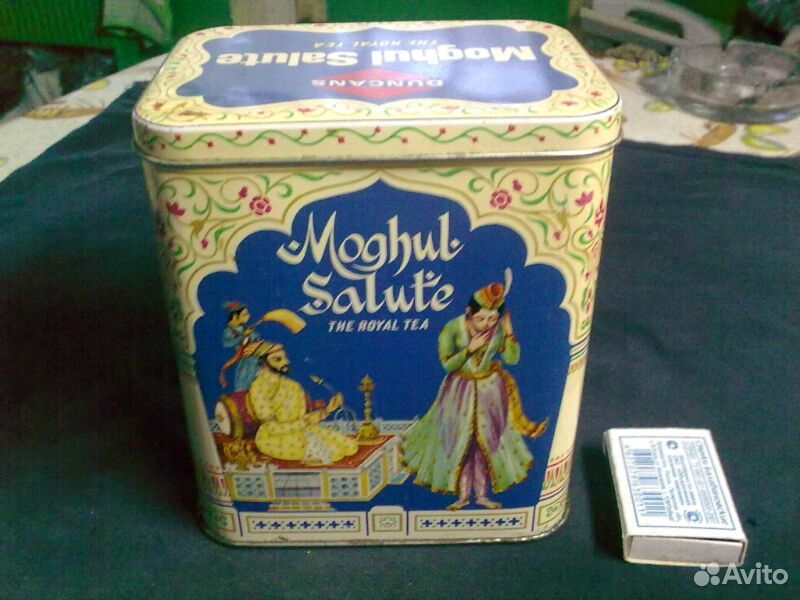 DUNCANS
Moghul Salute
THE ROYAL TEA
Moghul
Salute
THE ROYAL TEA
Avito